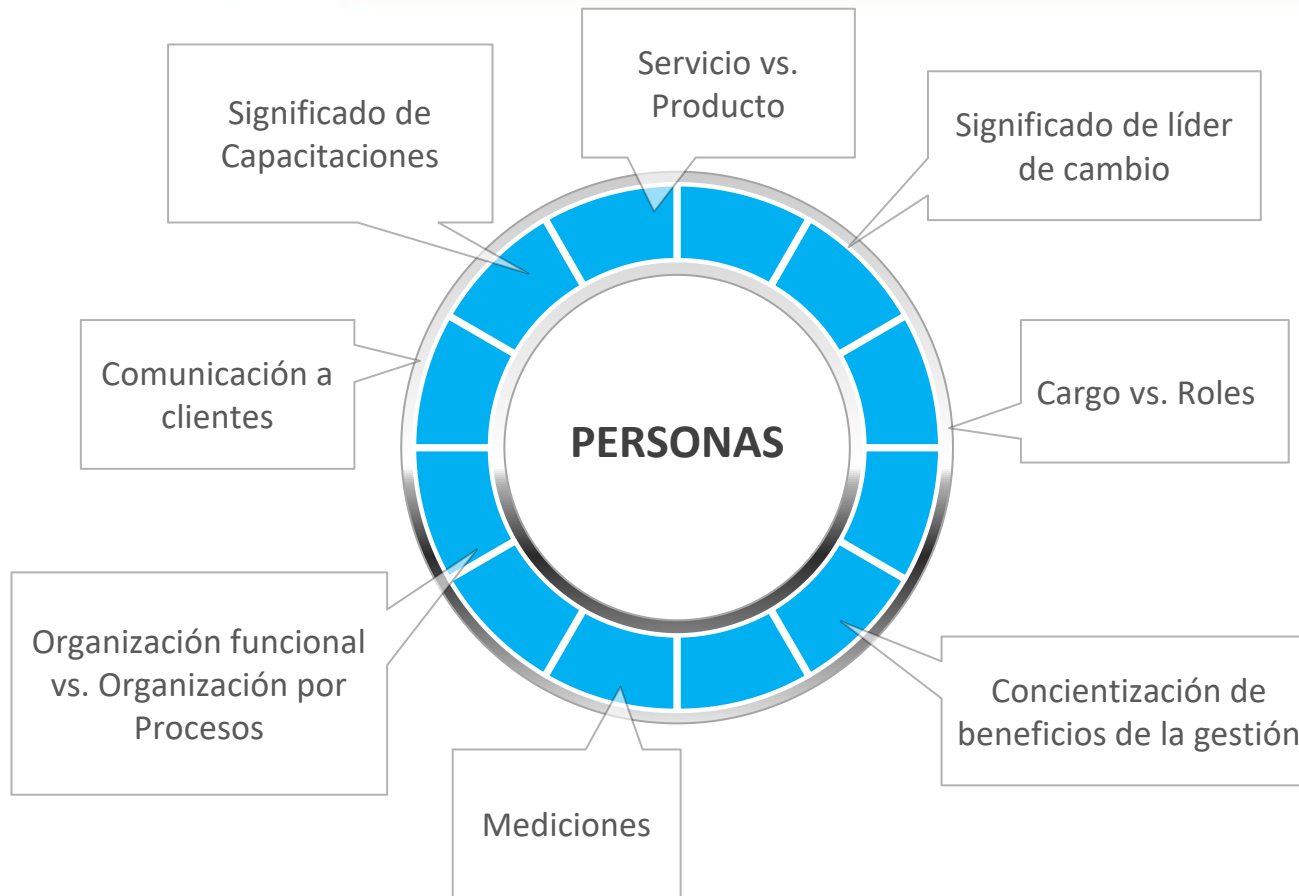 Servicio vs.
Producto
Significado de
Capacitaciones
Significado de líder
de cambio
Comunicación a
clientes
PERSONAS
Cargo vs. Roles
Organización funcional
vs. Organización por
Procesos
Concientización de
beneficios de la gestión
Mediciones